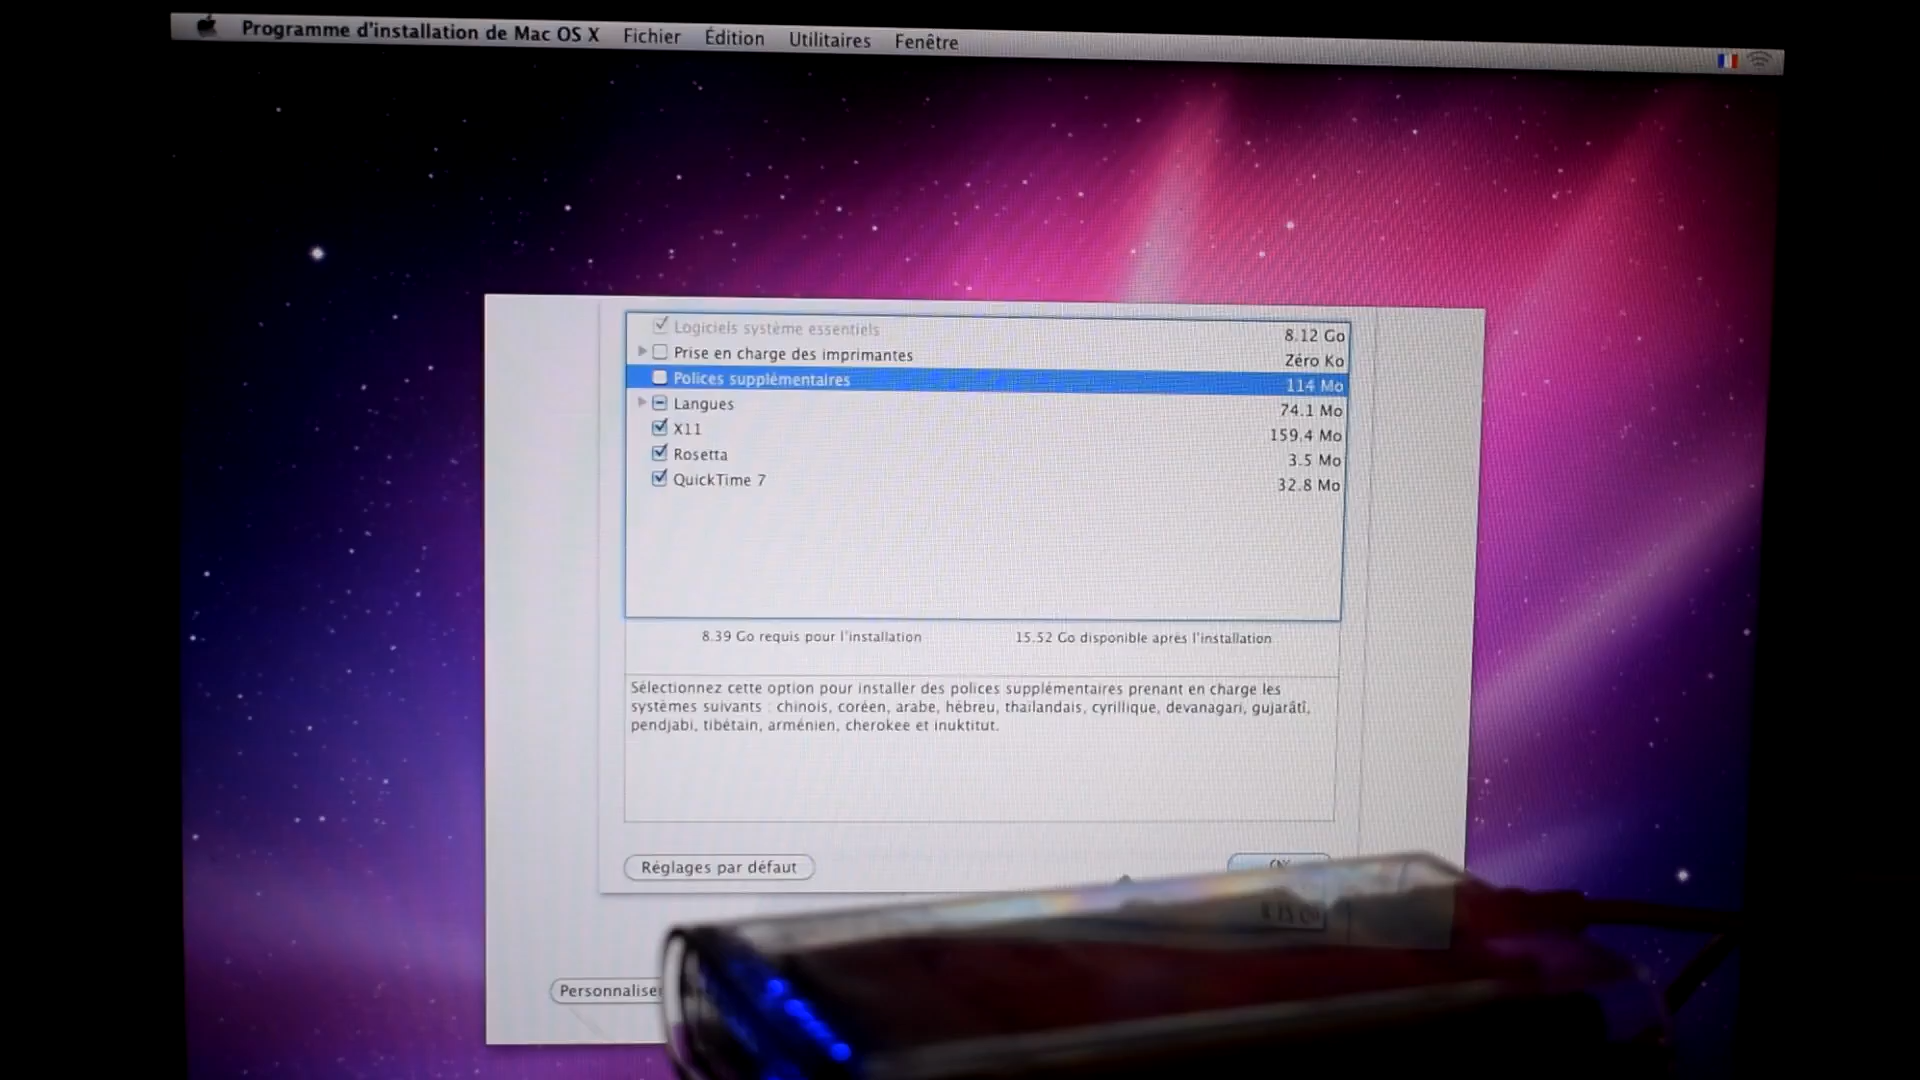 Programme d'installation de Mac OS X Fichier Édition Utilitaires Fenêtre
Logiciels système essentiels 8.12 Go
Prise en charge des imprimantes Zéro Ko
Polices supplémentaires 114 Mo
Langues 74.1 Mo
X11 159.4 Mo
Rosetta 3.5 Mo
QuickTime 7 32.8 Mo
8.39 Go requis pour l'installation 15.52 Go disponible après l'installation
Sélectionnez cette option pour installer des polices supplémentaires prenant en charge les
systèmes suivants : chinois, coréen, arabe, hébreu, thaïlandais, cyrillique, devanagari, gujarâtî,
pendjabi, tibétain, arménien, cherokee et inuktitut.
Réglages par défaut
Personnaliser